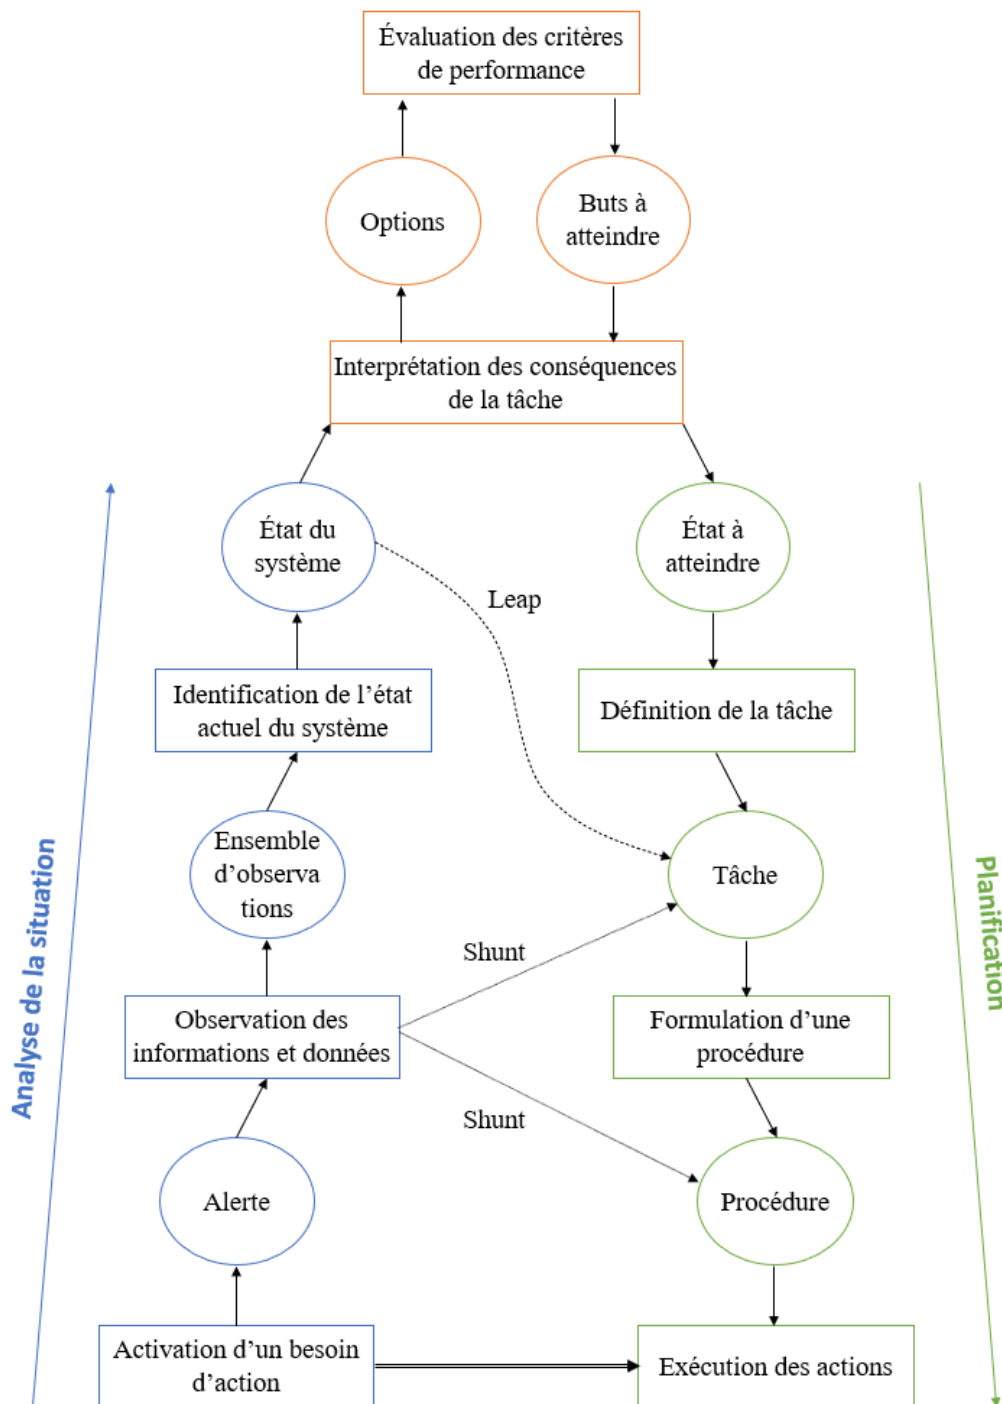 Évaluation des critères
de performance
Options
Buts à
atteindre
Interprétation des conséquences
de la tâche
État du
système
État à
atteindre
Leap
Identification de l’état
actuel du système
Définition de la tâche
Ensemble
d’observa
tions
Tâche
Analyse de la situation
Planification
Shunt
Observation des
informations et données
Formulation d’une
procédure
Shunt
Alerte
Procédure
Activation d’un besoin
d’action
Exécution des actions